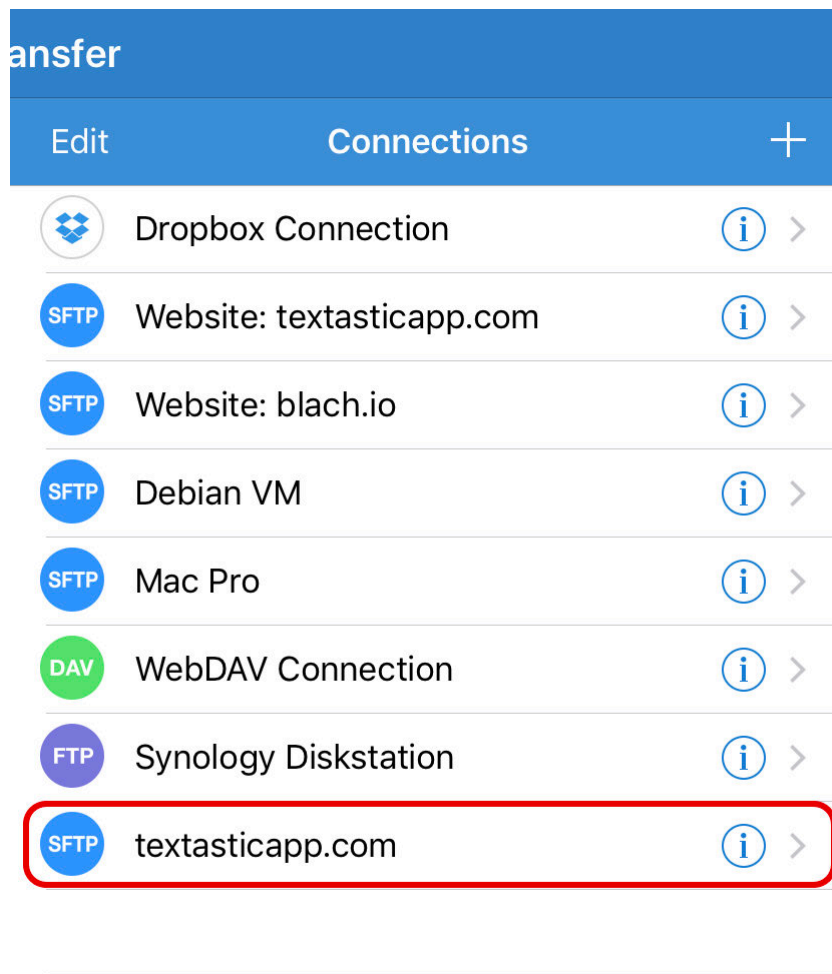 ansfer
Edit Connections +
Dropbox Connection i
SFTP Website: textasticapp.com i
SFTP Website: blach.io i
SFTP Debian VM i
SFTP Mac Pro i
DAV WebDAV Connection i
FTP Synology Diskstation i
SFTP textasticapp.com i